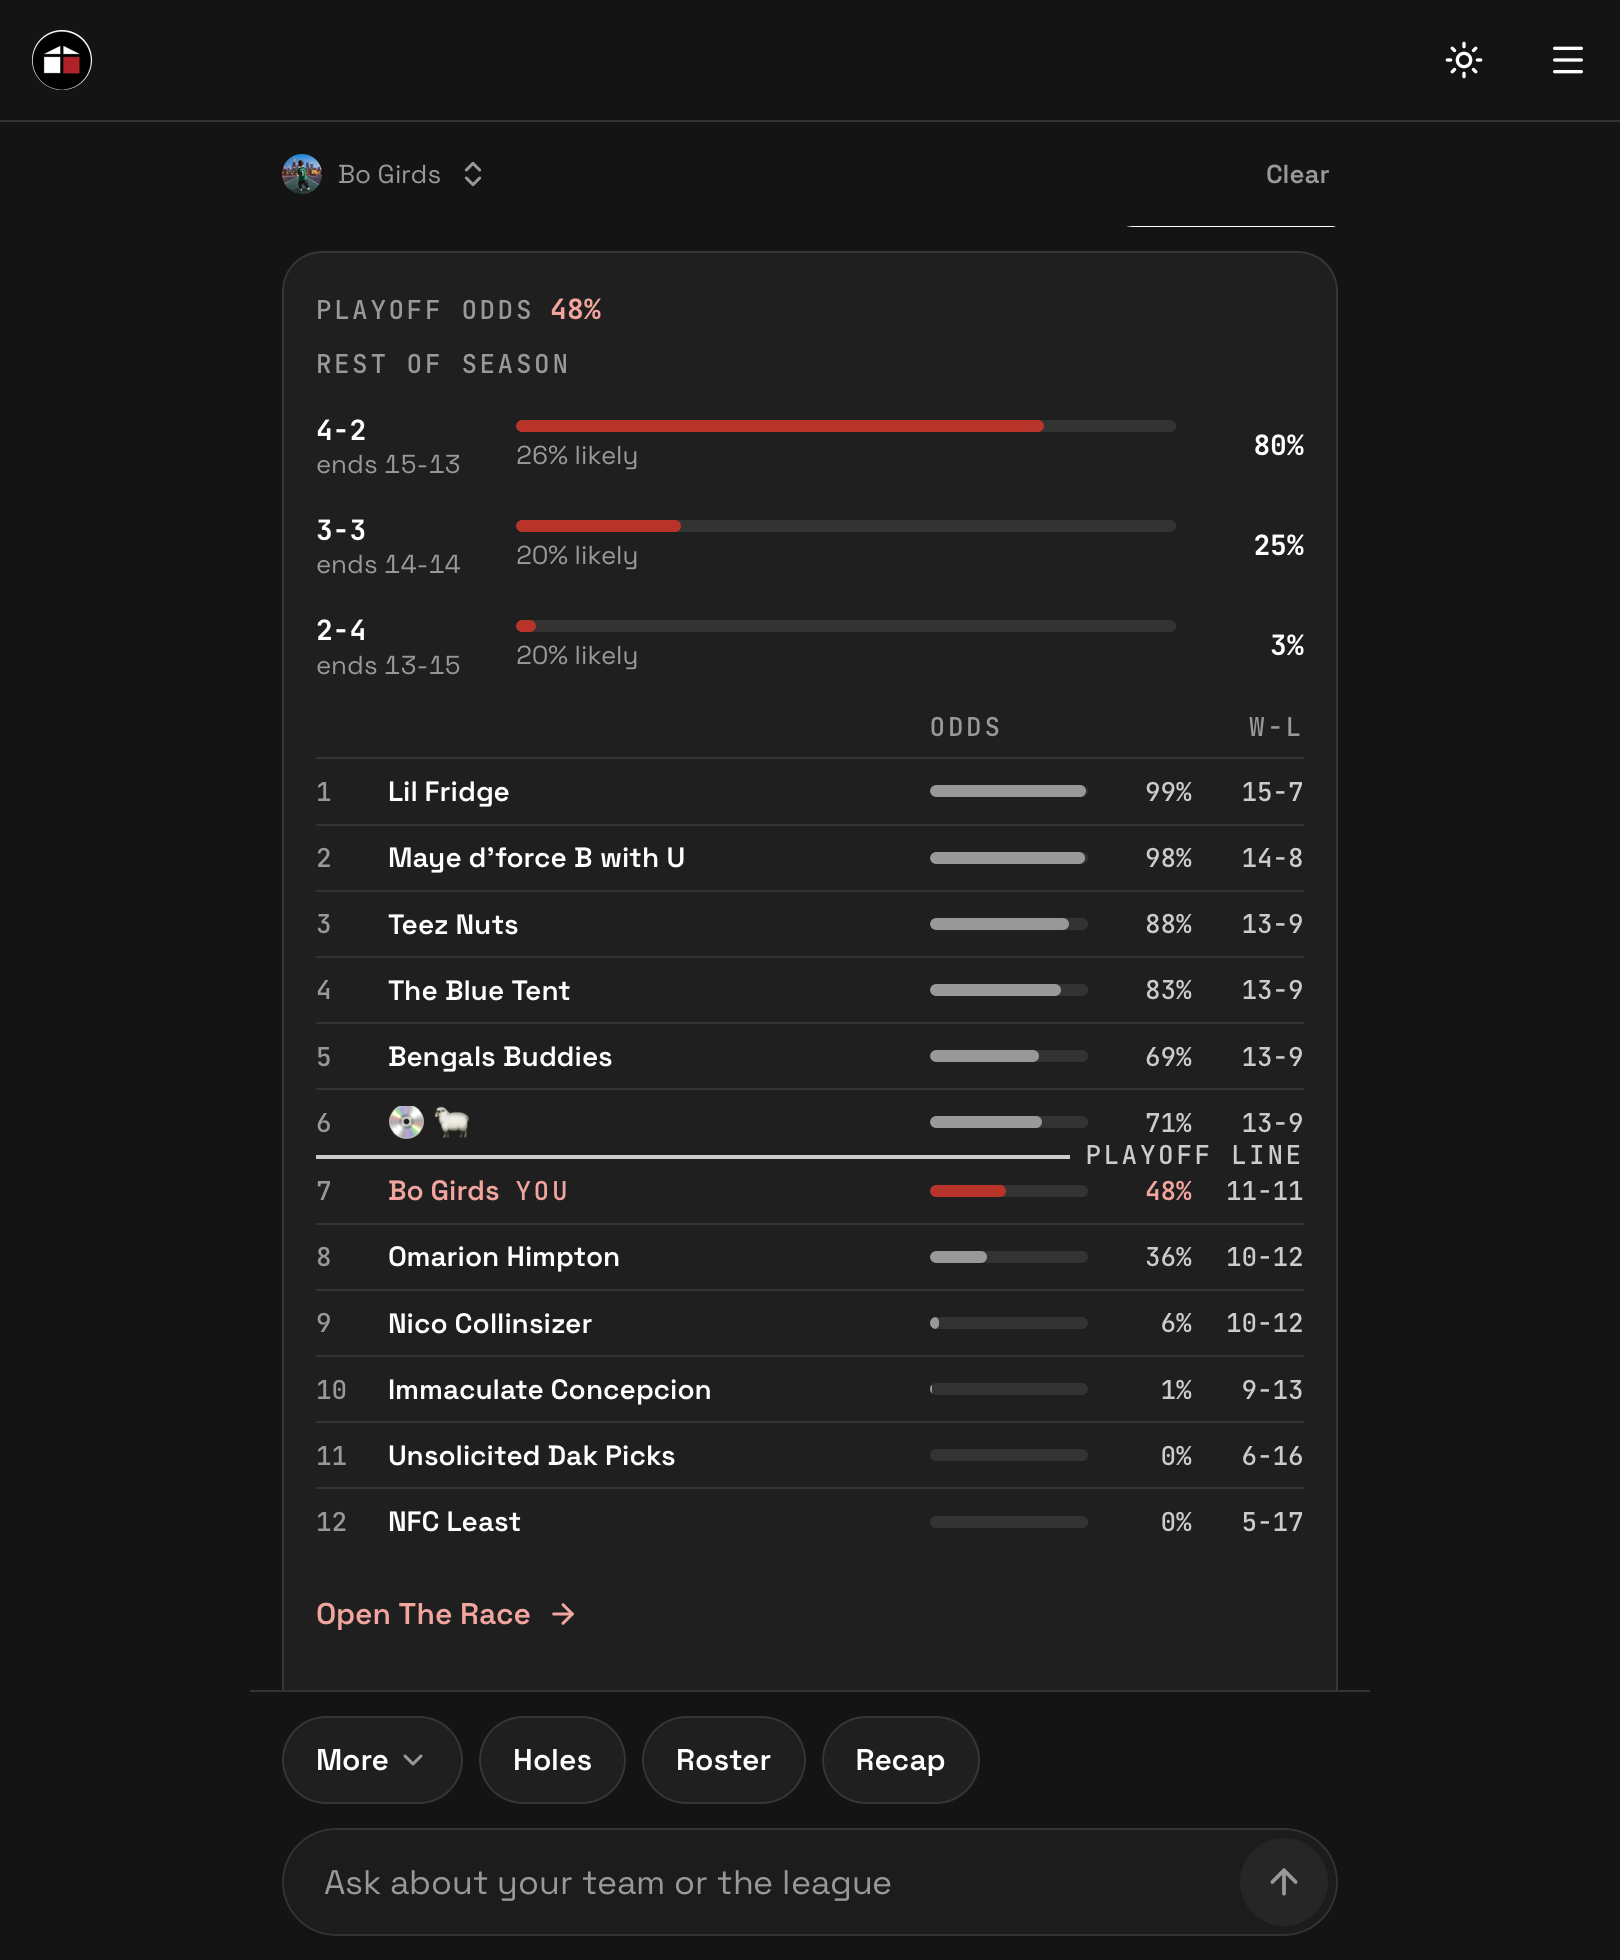 Bo Girds
Clear
PLAYOFF ODDS 48%
REST OF SEASON
4-2
ends 15-13
26% likely
80%
3-3
ends 14-14
20% likely
25%
2-4
ends 13-15
20% likely
3%
ODDS W-L
1 Lil Fridge 99% 15-7
2 Maye d’force B with U 98% 14-8
3 Teez Nuts 88% 13-9
4 The Blue Tent 83% 13-9
5 Bengals Buddies 69% 13-9
6 💿 🐑 71% 13-9
PLAYOFF LINE
7 Bo Girds YOU 48% 11-11
8 Omarion Himpton 36% 10-12
9 Nico Collinsizer 6% 10-12
10 Immaculate Concepcion 1% 9-13
11 Unsolicited Dak Picks 0% 6-16
12 NFC Least 0% 5-17
Open The Race →
More Holes Roster Recap
Ask about your team or the league